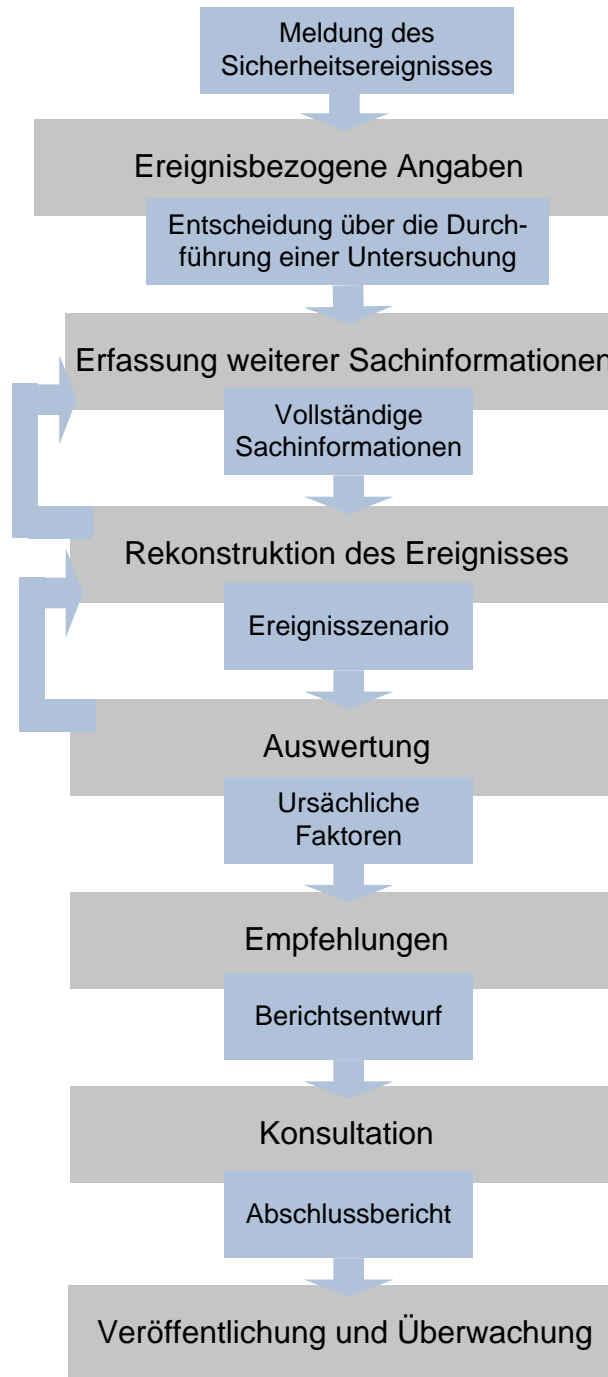 Meldung des
Sicherheitsereignisses
Ereignisbezogene Angaben
Entscheidung über die Durch-
führung einer Untersuchung
Erfassung weiterer Sachinformationen
Vollständige
Sachinformationen
Rekonstruktion des Ereignisses
Ereignisszenario
Auswertung
Ursächliche
Faktoren
Empfehlungen
Berichtsentwurf
Konsultation
Abschlussbericht
Veröffentlichung und Überwachung